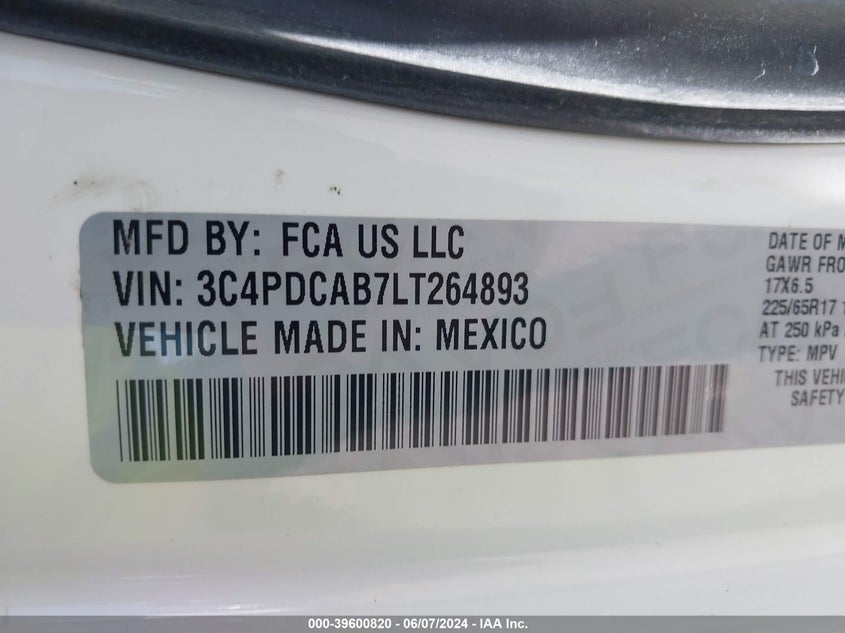 MFD BY: FCA US LLC
VIN: 3C4PDCAB7LT264893
VEHICLE MADE IN: MEXICO
DATE OF M
GAWR FRO
17X6.5
225/65R17 1
AT 250 kPa
TYPE: MPV
THIS VEHI
SAFETY
000-39600820 - 06/07/2024 - IAA Inc.